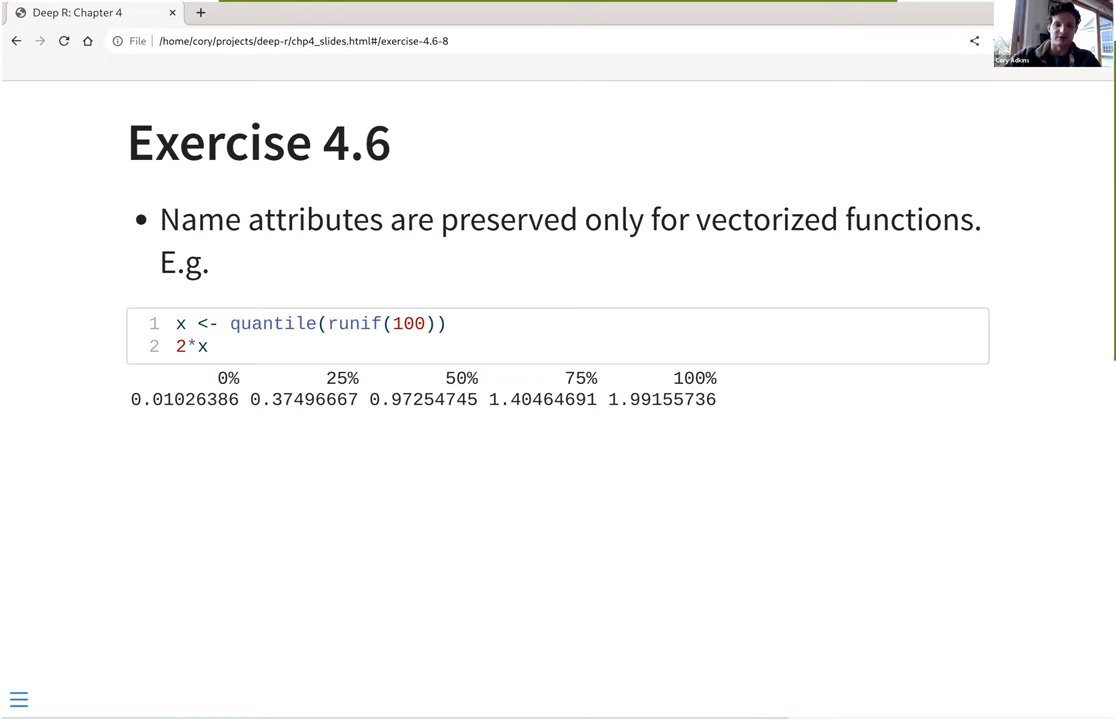 Deep R: Chapter 4
File
/home/cory/projects/deep-r/chp4_slides.html#/exercise-4.6-8
Cory Adkins
Exercise 4.6
• Name attributes are preserved only for vectorized functions.
E.g.
1 x <- quantile(runif(100))
2 2*x
0% 25% 50% 75% 100%
0.01026386 0.37496667 0.97254745 1.40464691 1.99155736